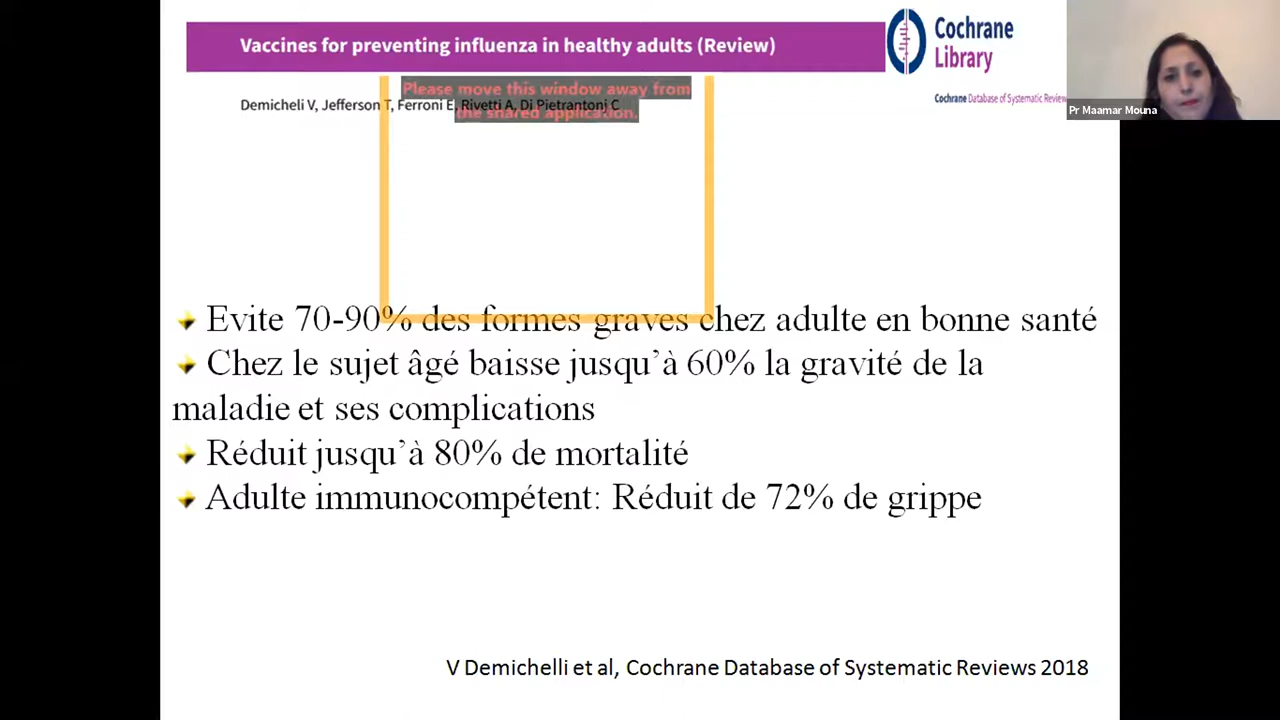 Vaccines for preventing influenza in healthy adults (Review)
Cochrane
Library
Cochrane Database of Systematic Review
Pr Maamar Mouna
Please move this window away from
the shared application.
Demicheli V, Jefferson T, Ferroni E, Rivetti A, Di Pietrantonj C
Evite 70-90% des formes graves chez adulte en bonne santé
Chez le sujet âgé baisse jusqu’à 60% la gravité de la
maladie et ses complications
Réduit jusqu’à 80% de mortalité
Adulte immunocompétent: Réduit de 72% de grippe
V Demichelli et al, Cochrane Database of Systematic Reviews 2018